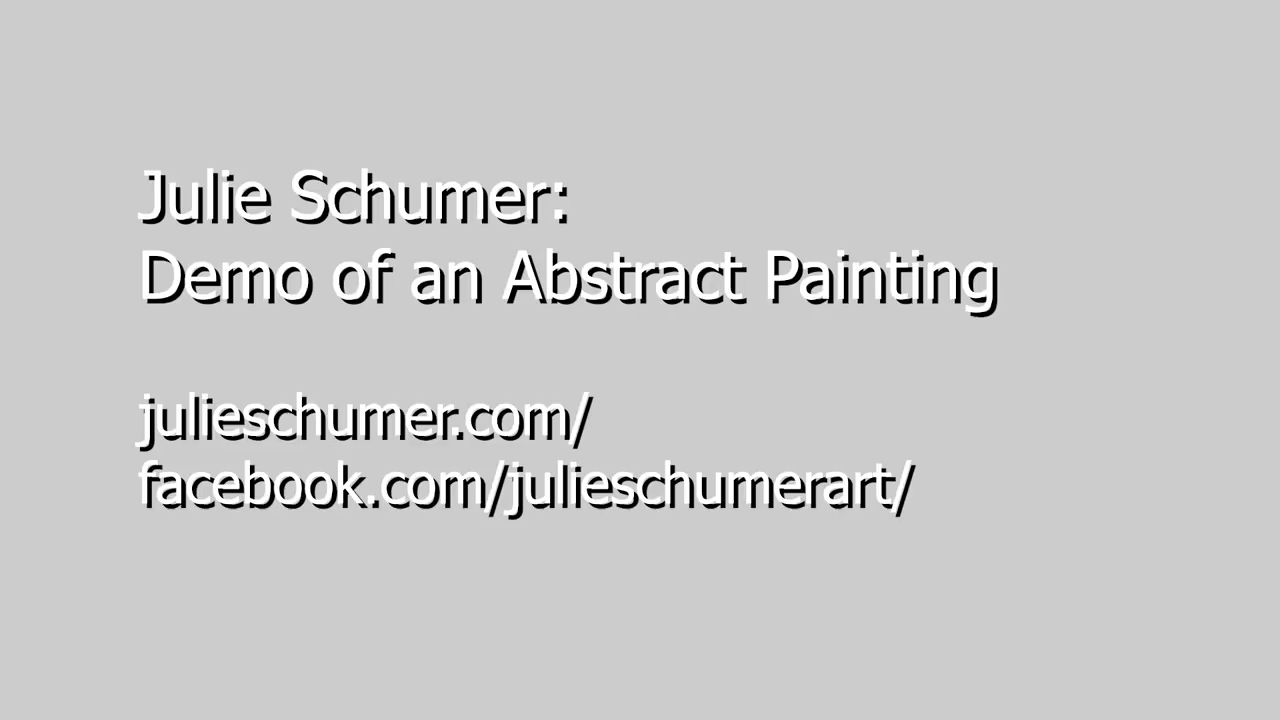 Julie Schumer:
Demo of an Abstract Painting
julieschumer.com/
facebook.com/julieschumerart/